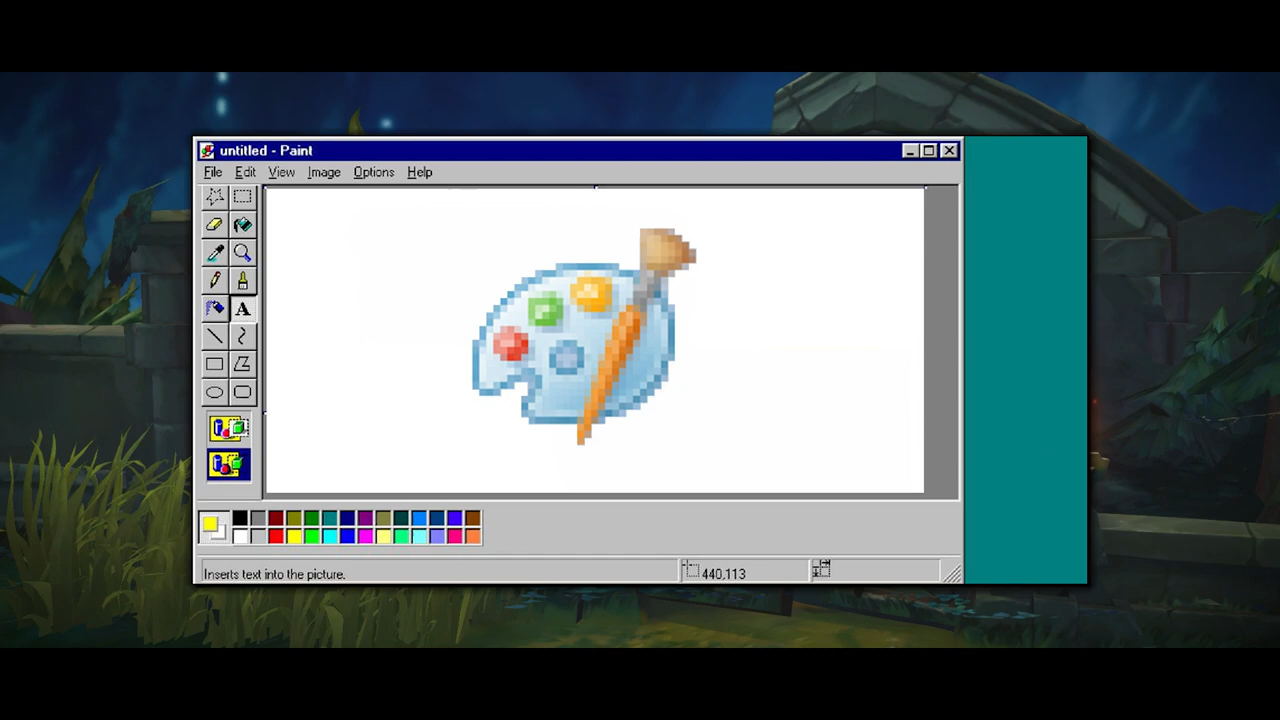 untitled - Paint
File Edit View Image Options Help
A
Inserts text into the picture.
440,113